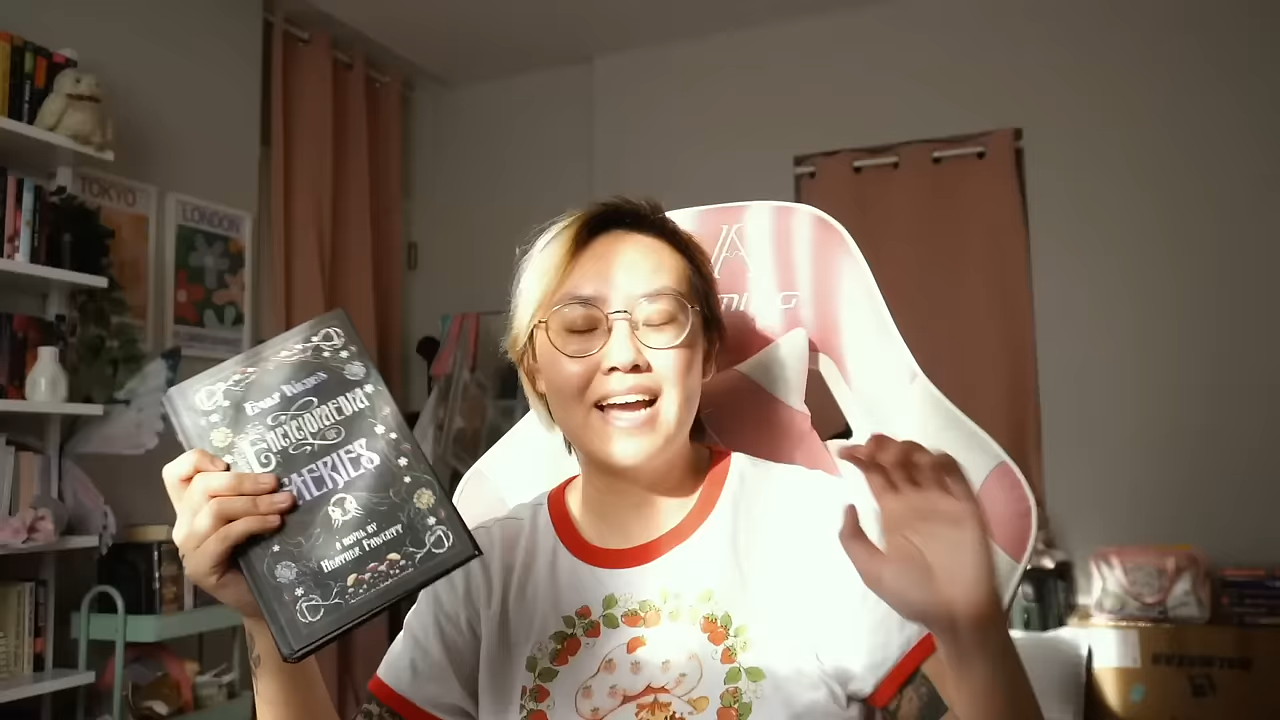 TOKYO
LONDON
Emily Wilde's
Encyclopaedia
of
Faeries
A Novel by
Heather Fawcett